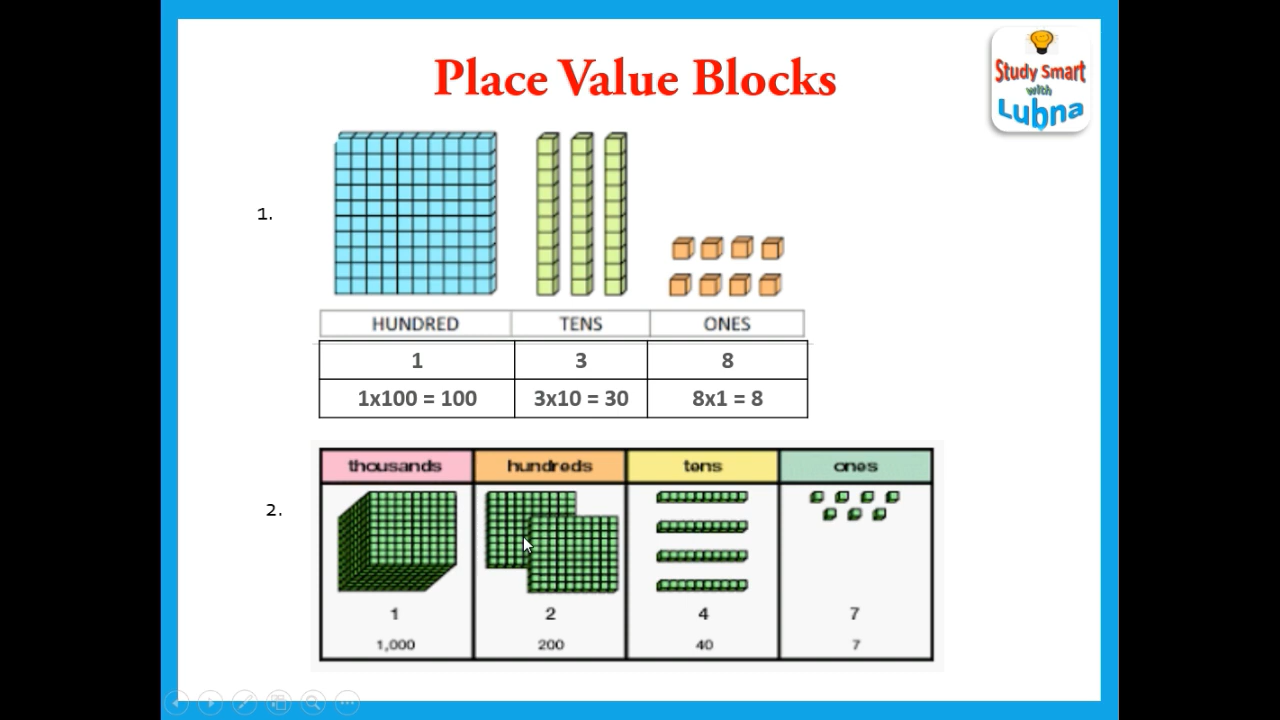 Place Value Blocks
Study Smart
with
Lubna
1.
HUNDRED TENS ONES
1 3 8
1x100 = 100 3x10 = 30 8x1 = 8
2.
thousands hundreds tens ones
1 2 4 7
1,000 200 40 7